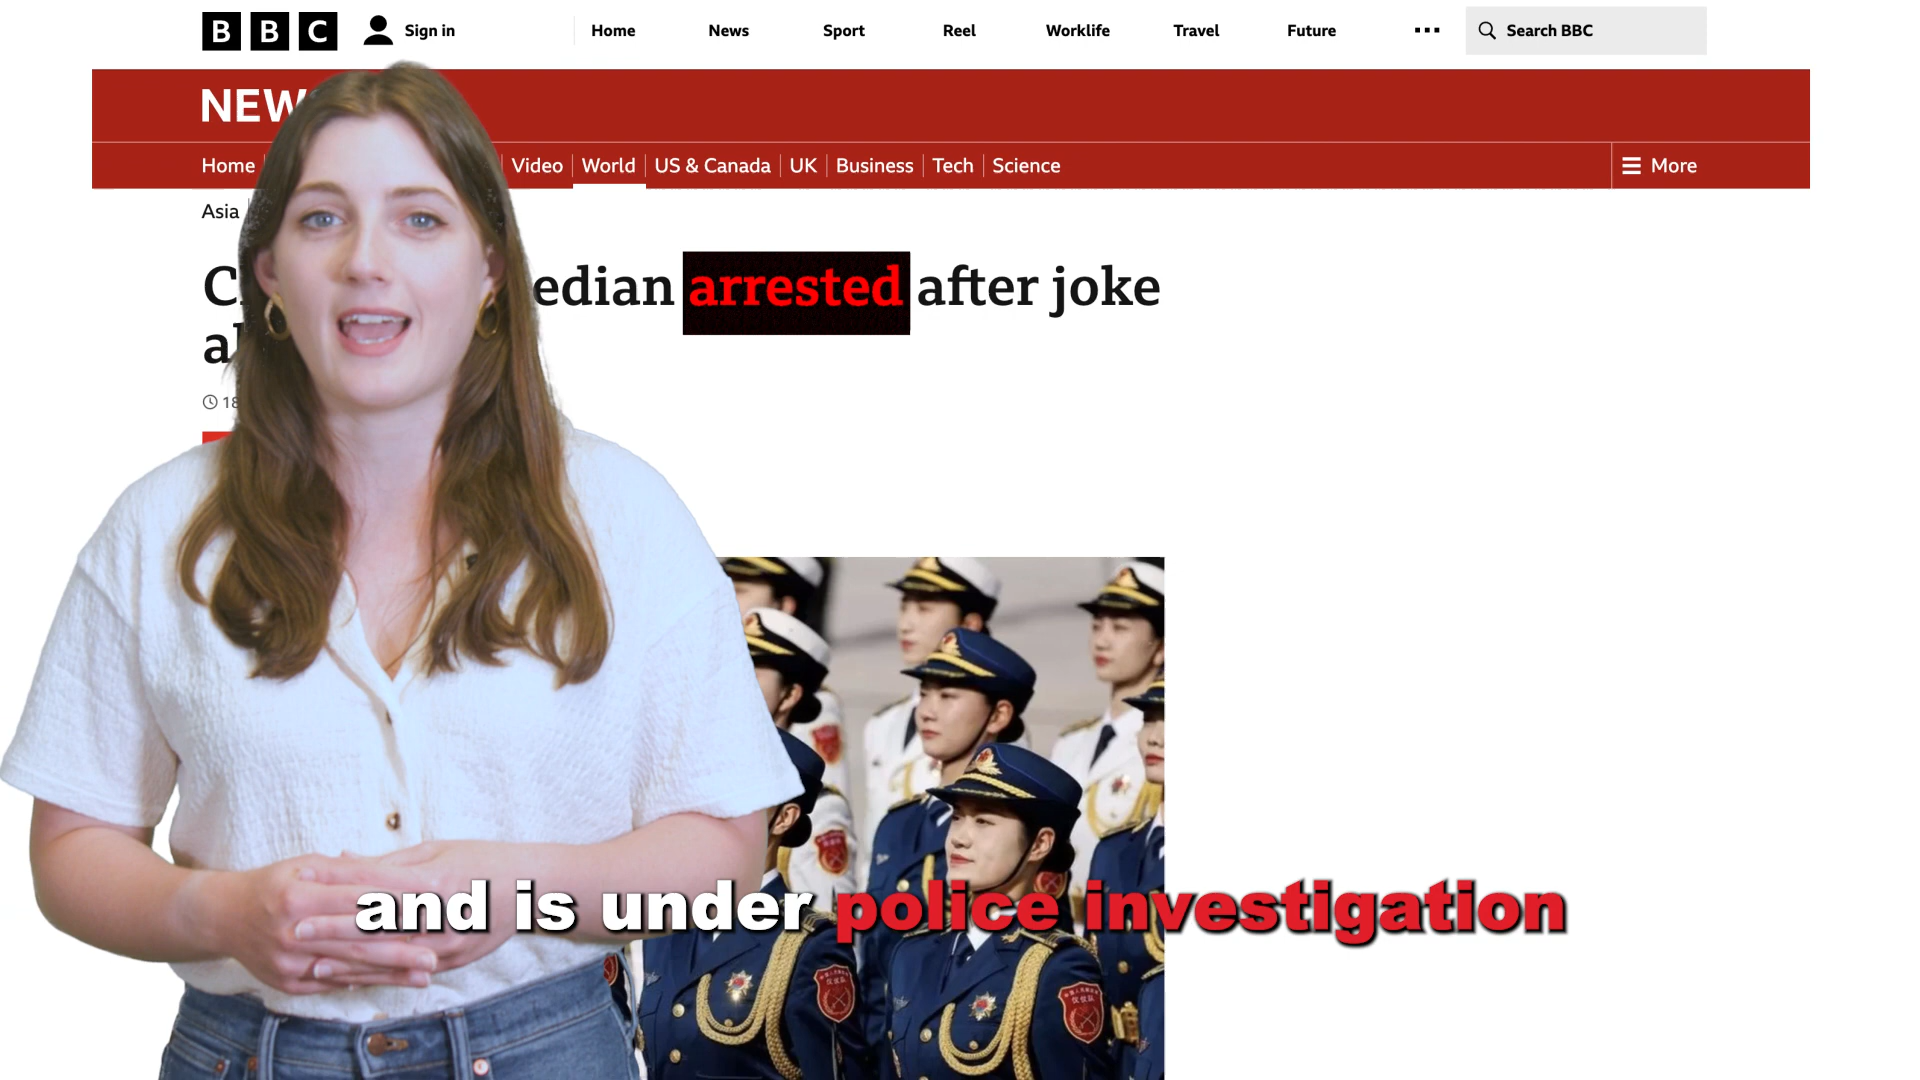 BBC Sign in Home News Sport Reel Worklife Travel Future Search BBC
NEW
Home Video World US & Canada UK Business Tech Science More
Asia
edian arrested after joke
18
and is under police investigation